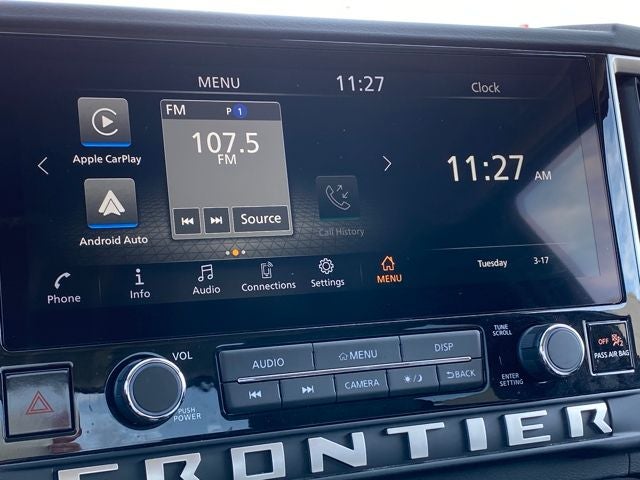 MENU 11:27 Clock
Apple CarPlay
FM P 1
107.5
FM
Source
Android Auto
Call History
11:27 AM
Tuesday 3-17
Phone
Info
Audio
Connections
Settings
MENU
VOL
PUSH
POWER
AUDIO MENU DISP
CAMERA BACK
TUNE
SCROLL
ENTER
SETTING
OFF
PASS AIR BAG
FRONTIER